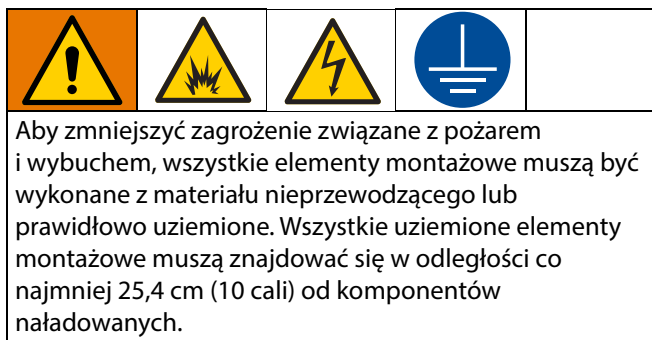 Aby zmniejszyć zagrożenie związane z pożarem
i wybuchem, wszystkie elementy montażowe muszą być
wykonane z materiału nieprzewodzącego lub
prawidłowo uziemione. Wszystkie uziemione elementy
montażowe muszą znajdować się w odległości co
najmniej 25,4 cm (10 cali) od komponentów
naładowanych.